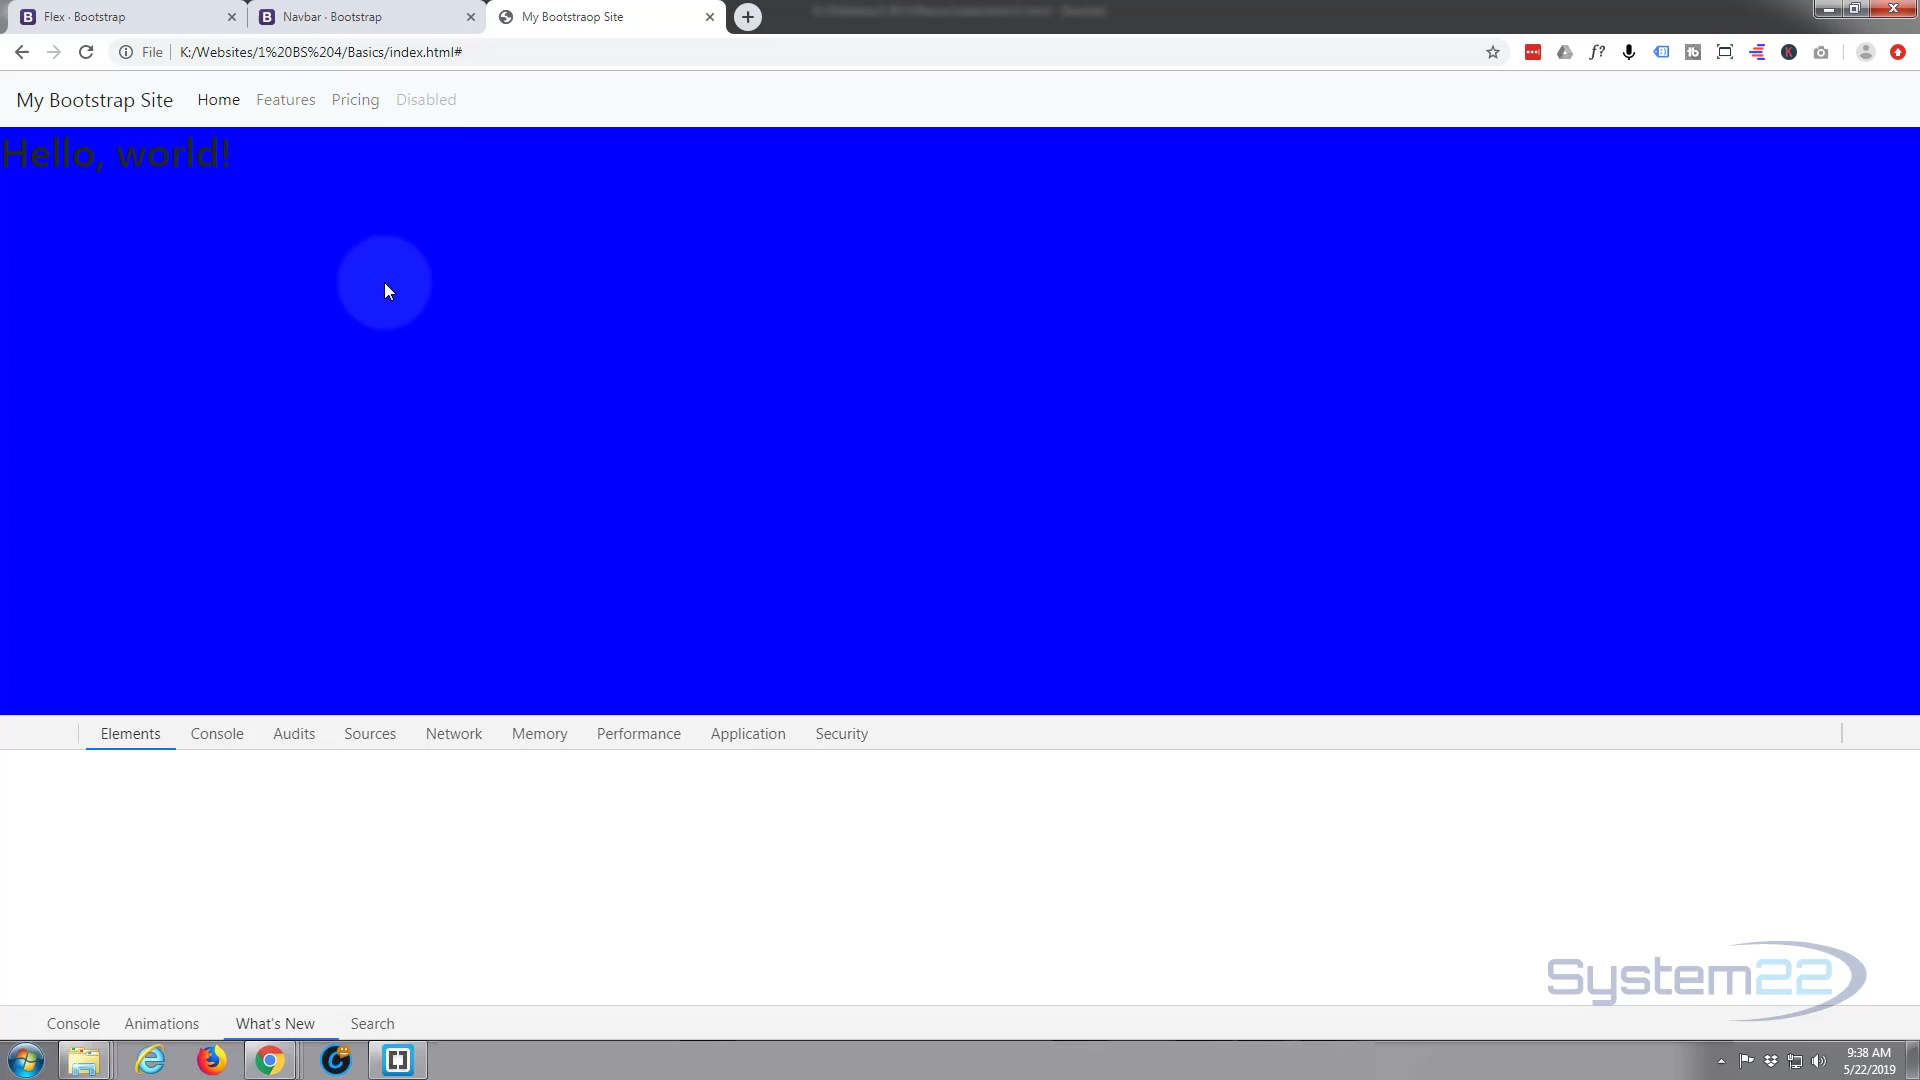 Flex · Bootstrap
Navbar · Bootstrap
My Bootstraop Site
File
K:/Websites/1%20BS%204/Basics/index.html#
My Bootstrap Site
Home
Features
Pricing
Disabled
Hello, world!
Elements
Console
Audits
Sources
Network
Memory
Performance
Application
Security
System22
Console
Animations
What's New
Search
9:38 AM
5/22/2019